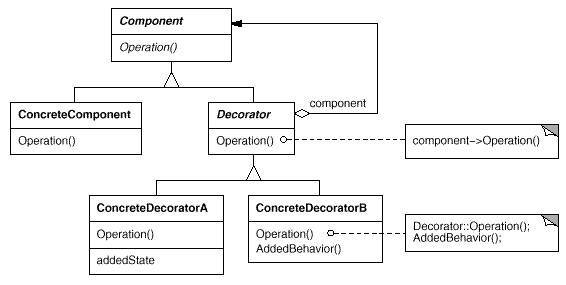 Component
Operation()
component
ConcreteComponent
Operation()
Decorator
Operation()
component->Operation()
ConcreteDecoratorA
Operation()
addedState
ConcreteDecoratorB
Operation()
AddedBehavior()
Decorator::Operation();
AddedBehavior();